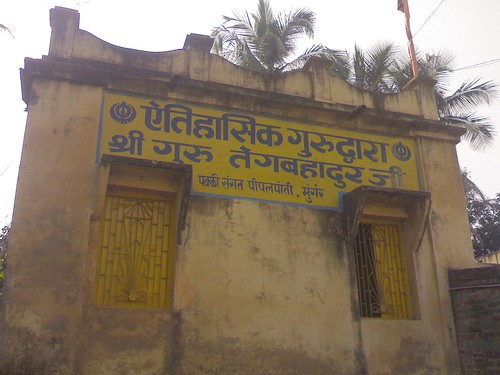 ऐतिहासिक गुरुद्वारा
श्री गुरु तेगबहादुर जी
पक्की संगत पीपलपाँती, मुंगेर